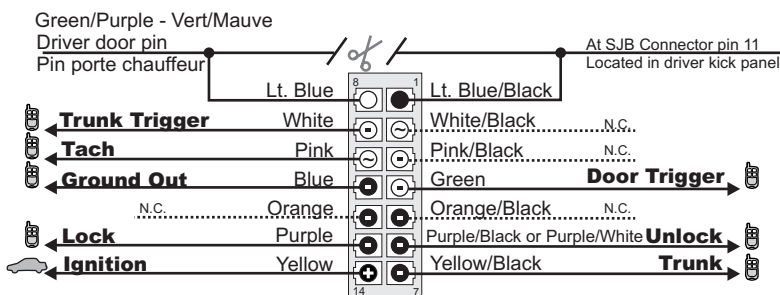 Green/Purple - Vert/Mauve
Driver door pin
Pin porte chauffeur
At SJB Connector pin 11
Located in driver kick panel
8 1
Lt. Blue Lt. Blue/Black
Trunk Trigger White White/Black N.C.
Tach Pink Pink/Black N.C.
Ground Out Blue Green Door Trigger
N.C. Orange Orange/Black N.C.
Lock Purple Purple/Black or Purple/White Unlock
Ignition Yellow Yellow/Black Trunk
14 7